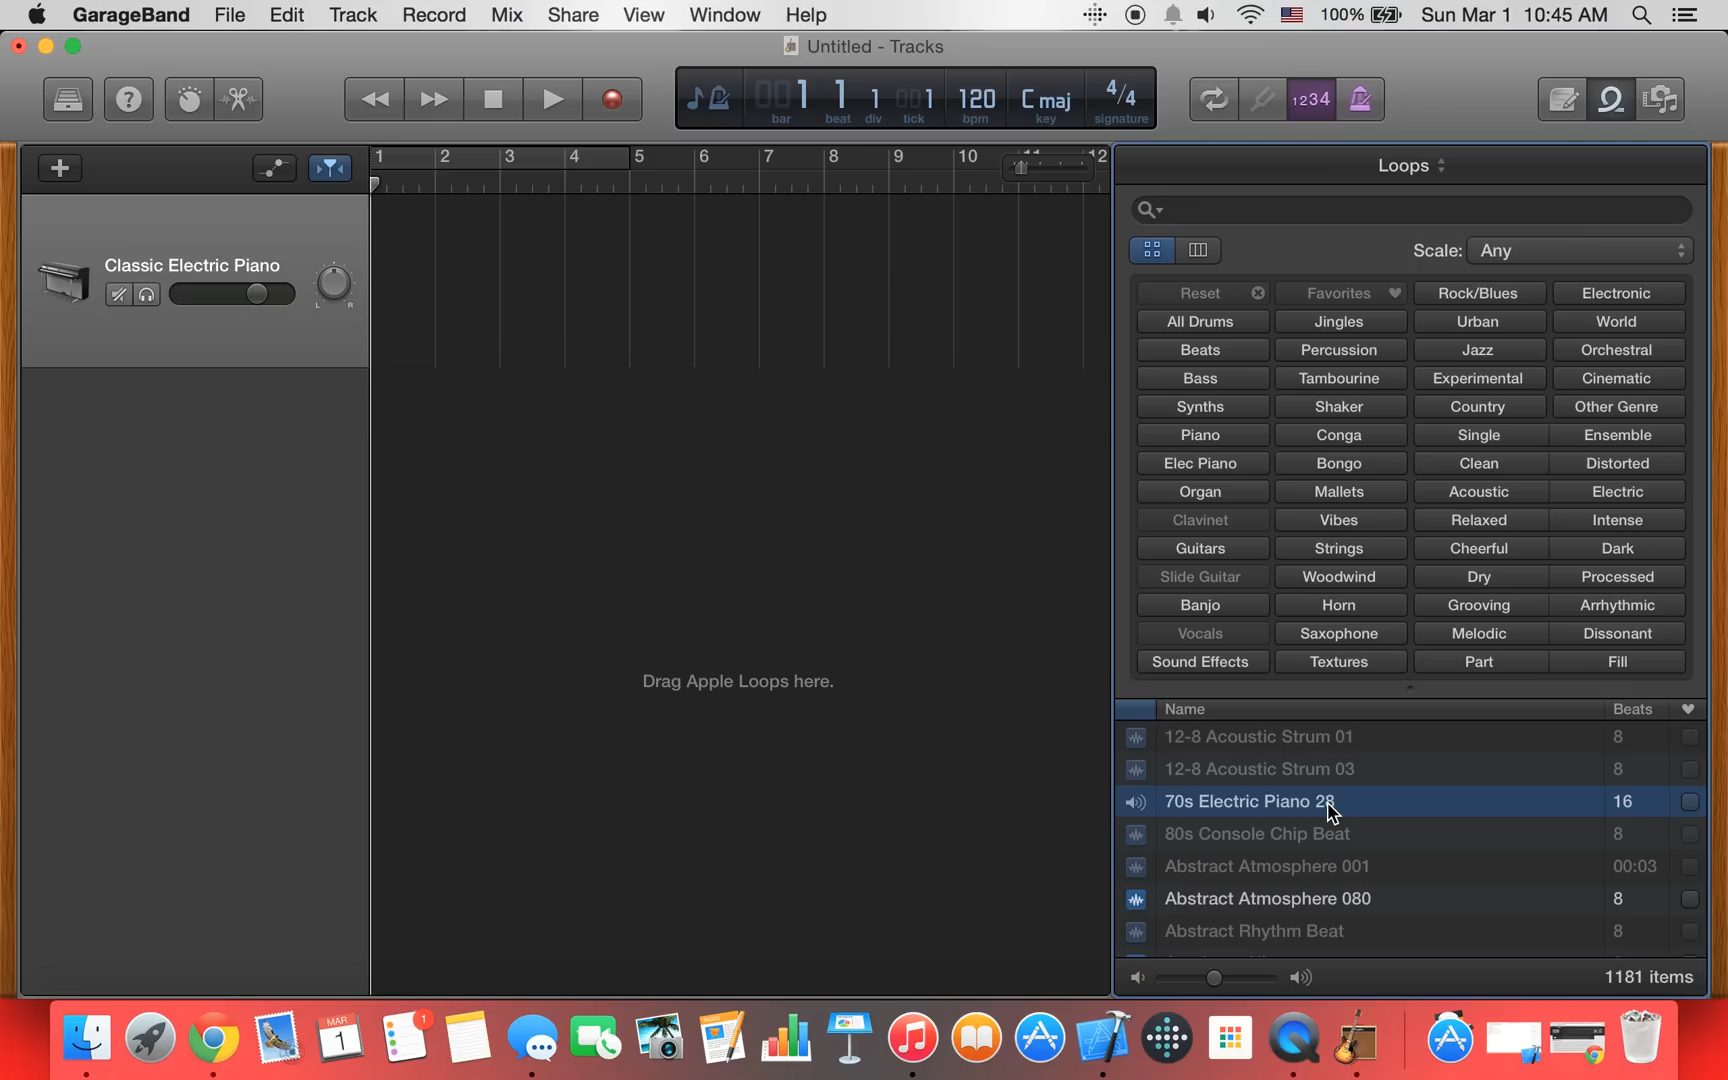 GarageBand File Edit Track Record Mix Share View Window Help 100% Sun Mar 1 10:45 AM
Untitled - Tracks
001 1 1 001 120 C maj 4/4
bar beat div tick bpm key signature
1234
1 2 3 4 5 6 7 8 9 10 11 12
Loops
Classic Electric Piano
L R
Scale: Any
Reset Favorites Rock/Blues Electronic
All Drums Jingles Urban World
Beats Percussion Jazz Orchestral
Bass Tambourine Experimental Cinematic
Synths Shaker Country Other Genre
Piano Conga Single Ensemble
Elec Piano Bongo Clean Distorted
Organ Mallets Acoustic Electric
Clavinet Vibes Relaxed Intense
Guitars Strings Cheerful Dark
Slide Guitar Woodwind Dry Processed
Banjo Horn Grooving Arrhythmic
Vocals Saxophone Melodic Dissonant
Sound Effects Textures Part Fill
Drag Apple Loops here.
Name Beats
12-8 Acoustic Strum 01 8
12-8 Acoustic Strum 03 8
70s Electric Piano 28 16
80s Console Chip Beat 8
Abstract Atmosphere 001 00:03
Abstract Atmosphere 080 8
Abstract Rhythm Beat 8
1181 items
MAR
1
1